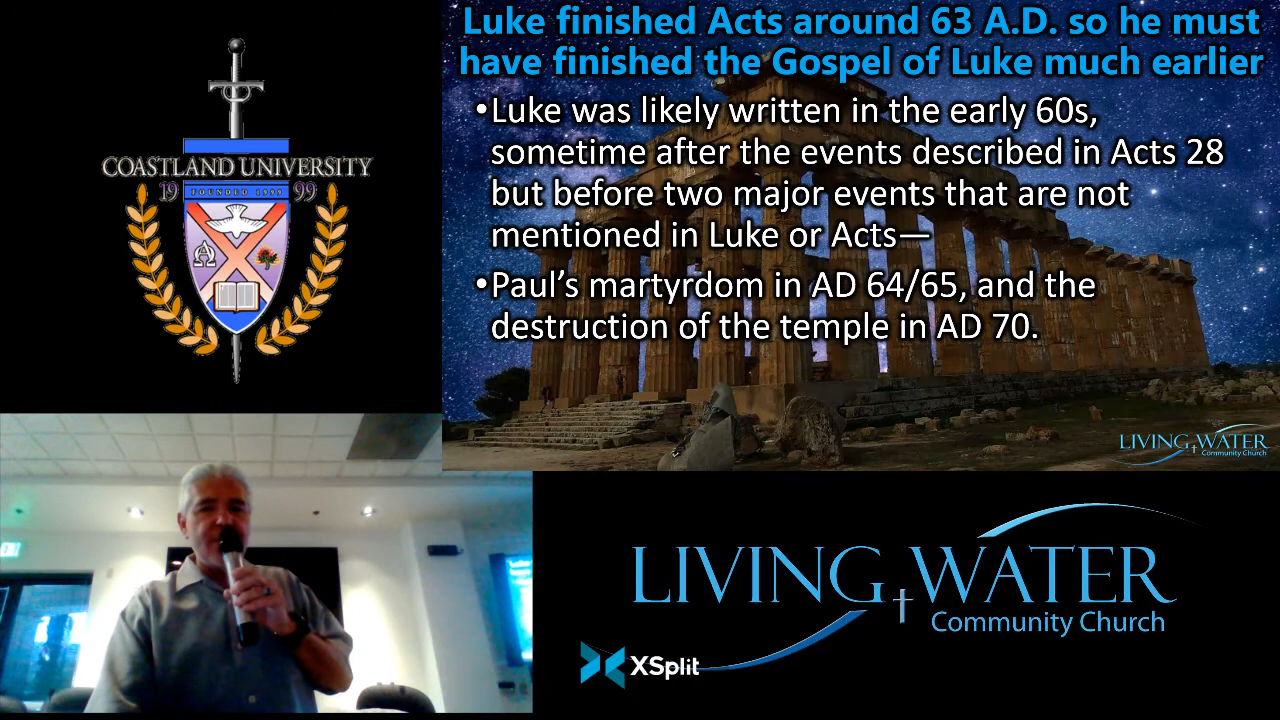 COASTLAND UNIVERSITY
19 FOUNDED 1999 99
Luke finished Acts around 63 A.D. so he must
have finished the Gospel of Luke much earlier
•Luke was likely written in the early 60s,
sometime after the events described in Acts 28
but before two major events that are not
mentioned in Luke or Acts—
•Paul’s martyrdom in AD 64/65, and the
destruction of the temple in AD 70.
LIVING WATER
Community Church
LIVING WATER
Community Church
XSplit